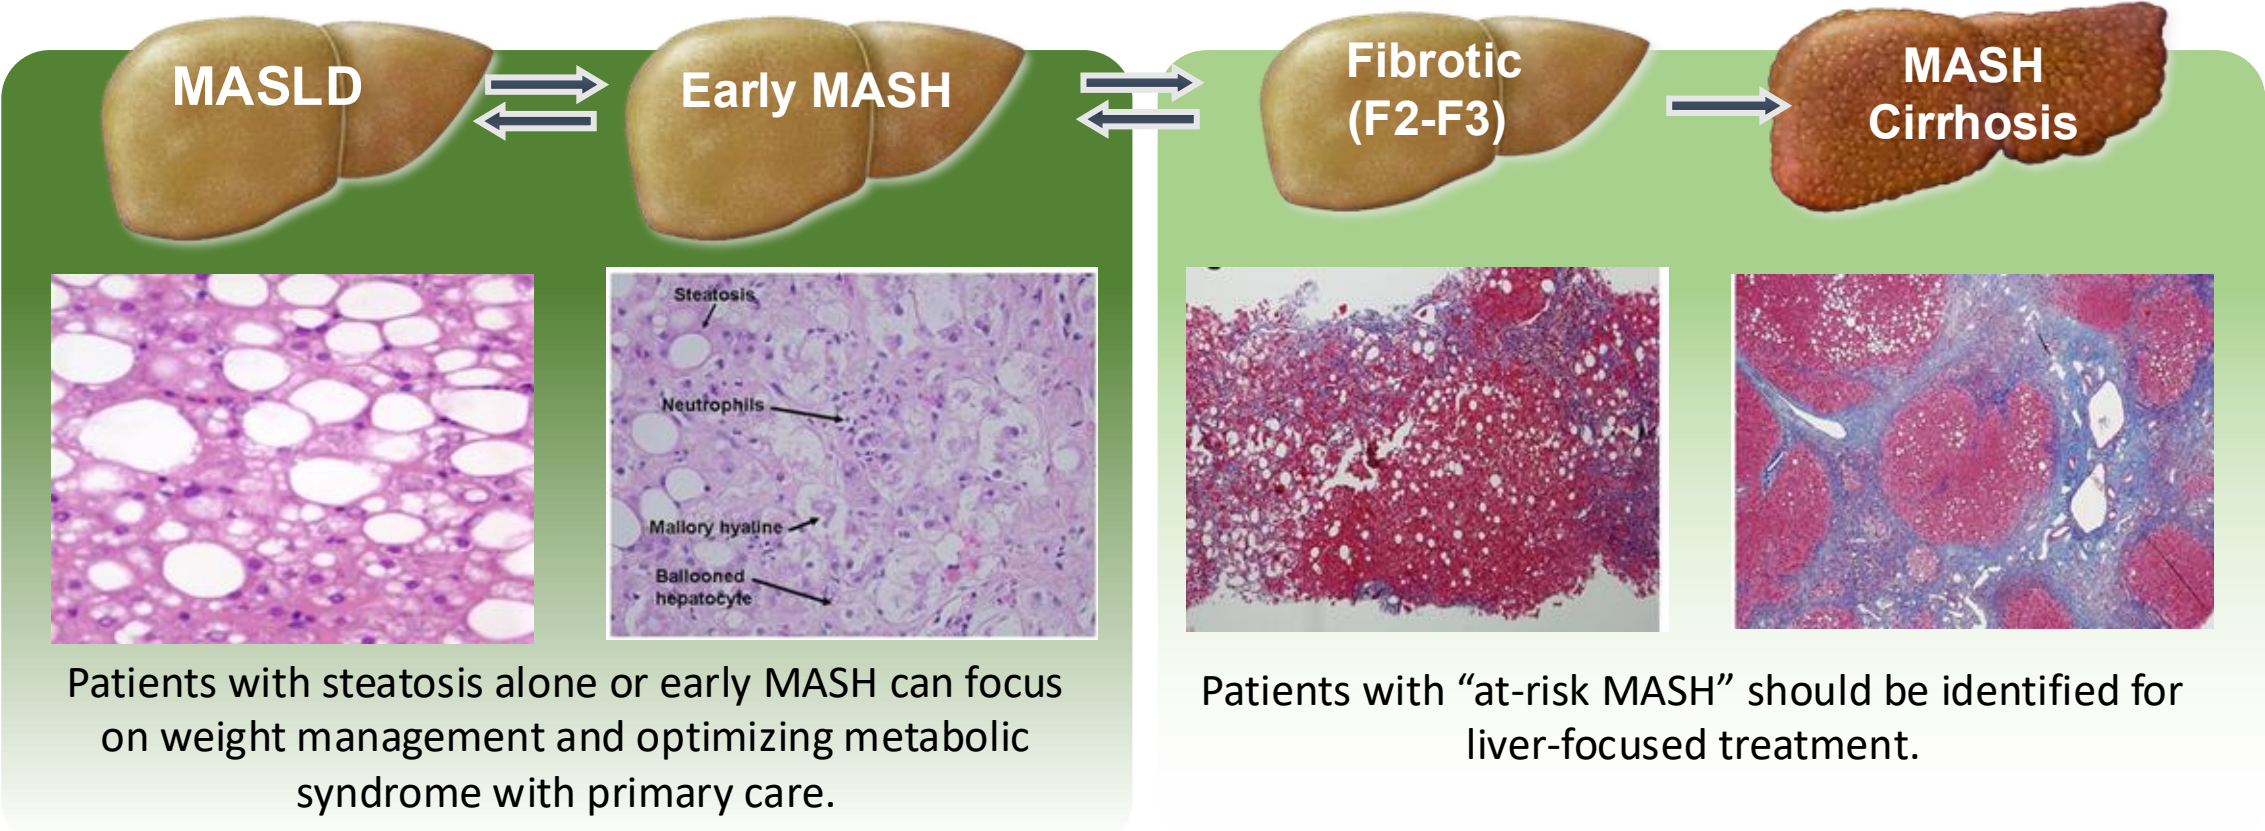 MASLD
Early MASH
Fibrotic
(F2-F3)
MASH
Cirrhosis
Steatosis
Neutrophils
Mallory hyaline
Ballooned
hepatocyte
Patients with steatosis alone or early MASH can focus
on weight management and optimizing metabolic
syndrome with primary care.
Patients with “at-risk MASH” should be identified for
liver-focused treatment.